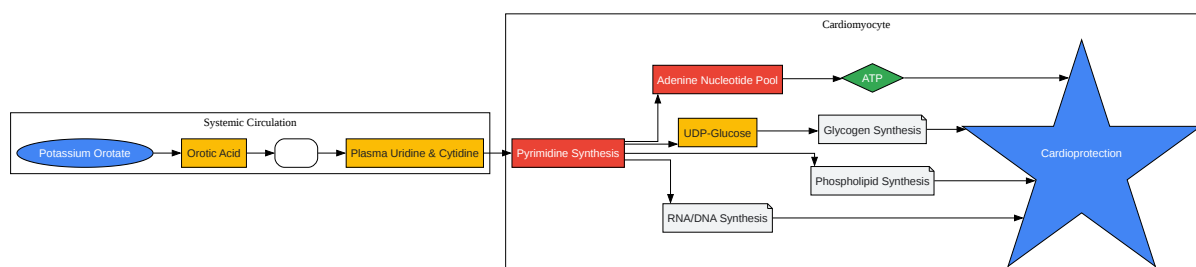 Systemic Circulation
Potassium Orotate
Orotic Acid
Plasma Uridine & Cytidine
Cardiomyocyte
Pyrimidine Synthesis
Adenine Nucleotide Pool
ATP
UDP-Glucose
Glycogen Synthesis
Phospholipid Synthesis
RNA/DNA Synthesis
Cardioprotection